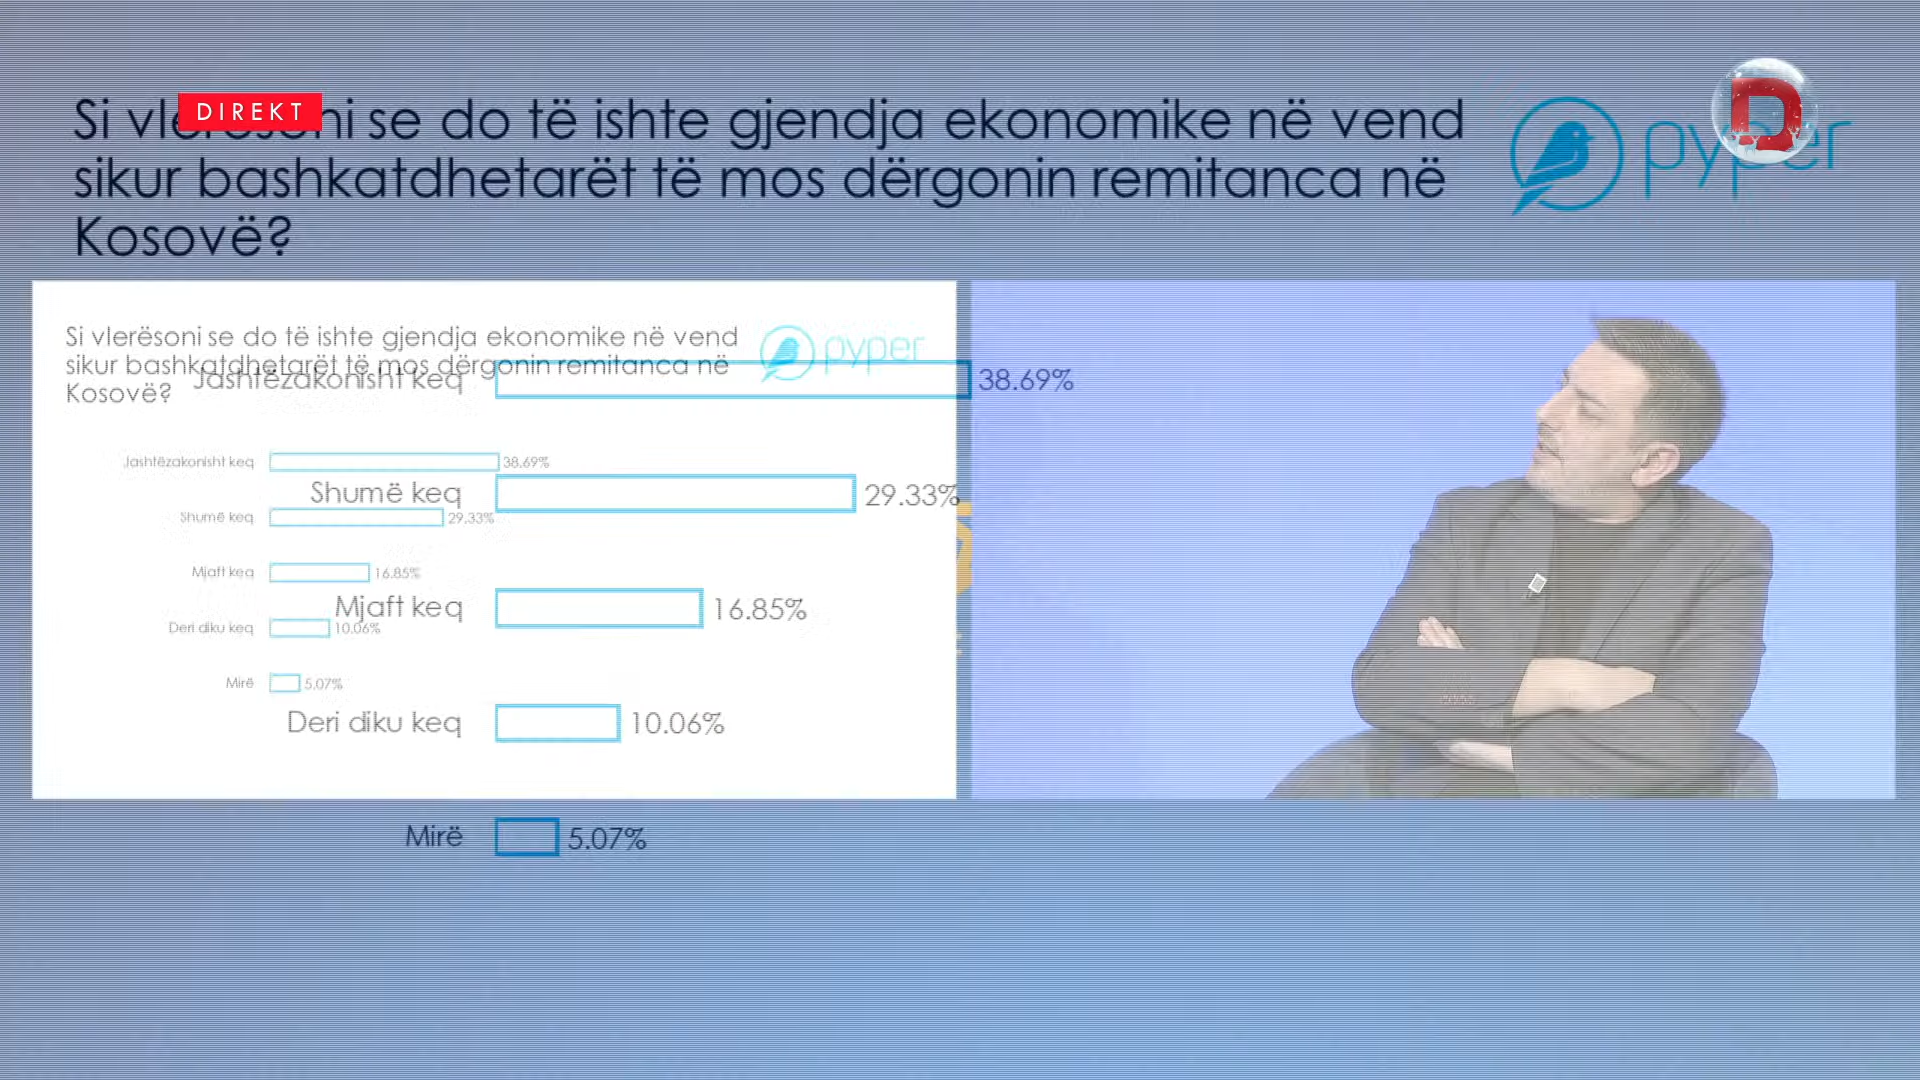 DIREKT
Si vlerësoni se do të ishte gjendja ekonomike në vend
sikur bashkatdhetarët të mos dërgonin remitanca në
Kosovë?
pyper
D
Si vlerësoni se do të ishte gjendja ekonomike në vend
sikur bashkatdhetarët të mos dërgonin remitanca në
Kosovë?
pyper
Jashtëzakonisht keq 38.69%
Jashtëzakonisht keq 38.69%
Shumë keq 29.33%
Shumë keq 29.33%
Mjaft keq 16.85%
Mjaft keq 16.85%
Deri diku keq 10.06%
Mirë 5.07%
Deri diku keq 10.06%
Mirë 5.07%